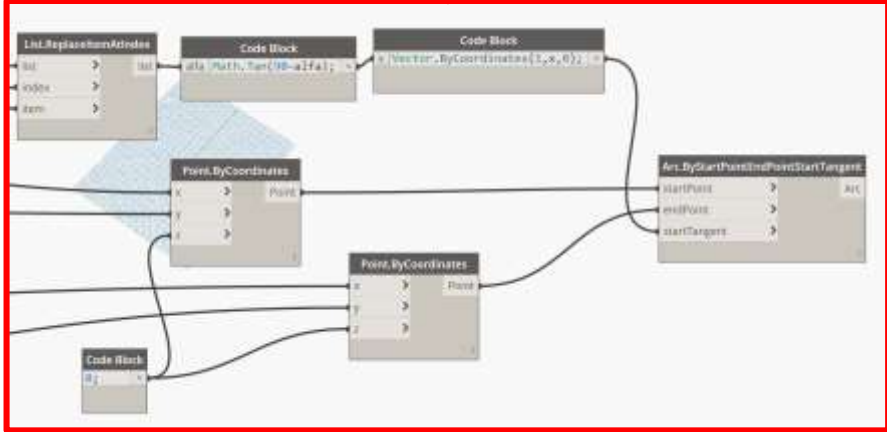 List.ReplaceItemAtIndex
list > list
index >
item >
Code Block
alfa Math.Tan(90-alfa); >
Code Block
x Vector.ByCoordinates(1,x,0); >
Point.ByCoordinates
x > Point
y >
z >
Arc.ByStartPointEndPointStartTangent
startPoint > Arc
endPoint >
startTangent >
Point.ByCoordinates
x > Point
y >
z >
Code Block
0; >